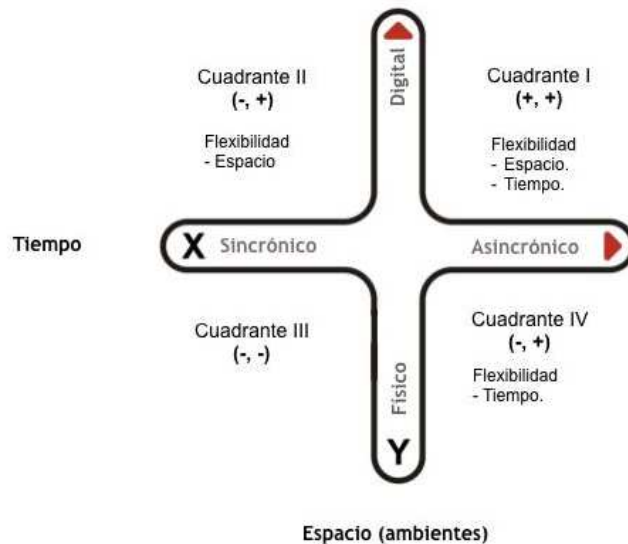 Digital
Cuadrante II
(-, +)
Flexibilidad
- Espacio
Cuadrante I
(+, +)
Flexibilidad
- Espacio.
- Tiempo.
Tiempo
X Sincrónico
Asincrónico
Cuadrante III
(-, -)
Cuadrante IV
(-, +)
Flexibilidad
- Tiempo.
Físico
Y
Espacio (ambientes)